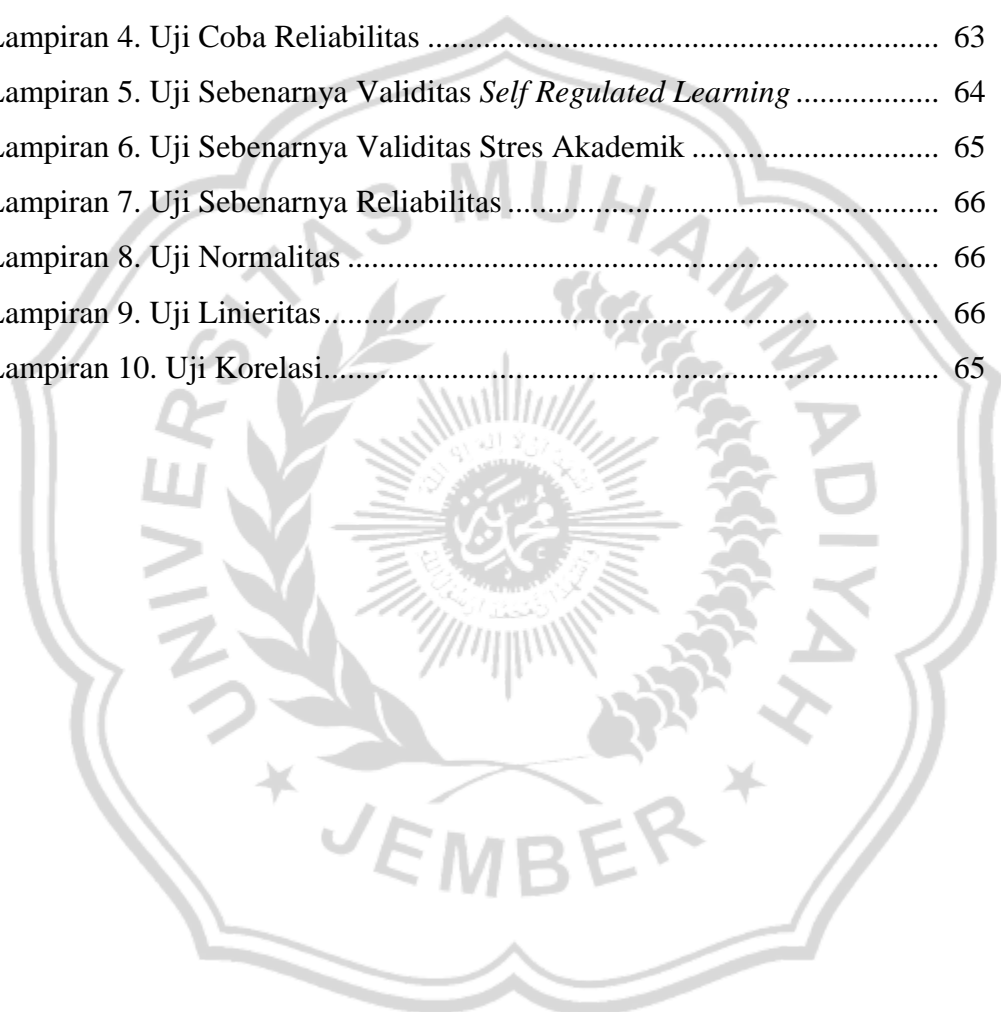 Lampiran 4. Uji Coba Reliabilitas .................................................................. 63
Lampiran 5. Uji Sebenarnya Validitas Self Regulated Learning .................. 64
Lampiran 6. Uji Sebenarnya Validitas Stres Akademik ................................ 65
Lampiran 7. Uji Sebenarnya Reliabilitas ........................................................ 66
Lampiran 8. Uji Normalitas ............................................................................ 66
Lampiran 9. Uji Linieritas ............................................................................... 66
Lampiran 10. Uji Korelasi ............................................................................... 65
UNIVERSITAS MUHAMMADIYAH
JEMBER